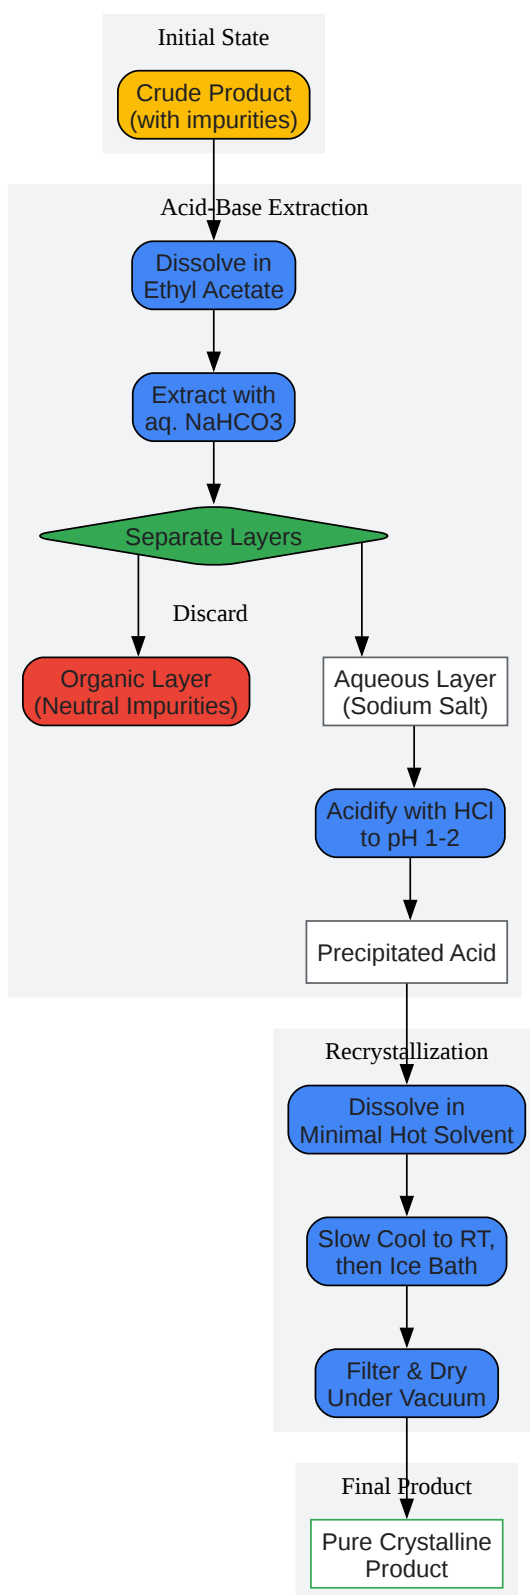 Initial State
Crude Product
(with impurities)
Acid-Base Extraction
Dissolve in
Ethyl Acetate
Extract with
aq. NaHCO3
Separate Layers
Discard
Organic Layer
(Neutral Impurities)
Aqueous Layer
(Sodium Salt)
Acidify with HCl
to pH 1-2
Precipitated Acid
Recrystallization
Dissolve in
Minimal Hot Solvent
Slow Cool to RT,
then Ice Bath
Filter & Dry
Under Vacuum
Final Product
Pure Crystalline
Product